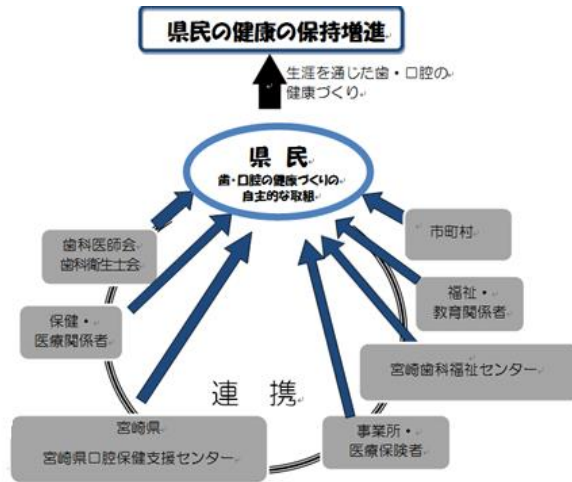 県民の健康の保持増進
生涯を通じた歯・口腔の
健康づくり
県 民
歯・口腔の健康づくりの
自主的な取組
市町村
歯科医師会
歯科衛生士会
福祉・
教育関係者
保健・
医療関係者
宮崎歯科福祉センター
連 携
宮崎県
宮崎県口腔保健支援センター
事業所・
医療保険者